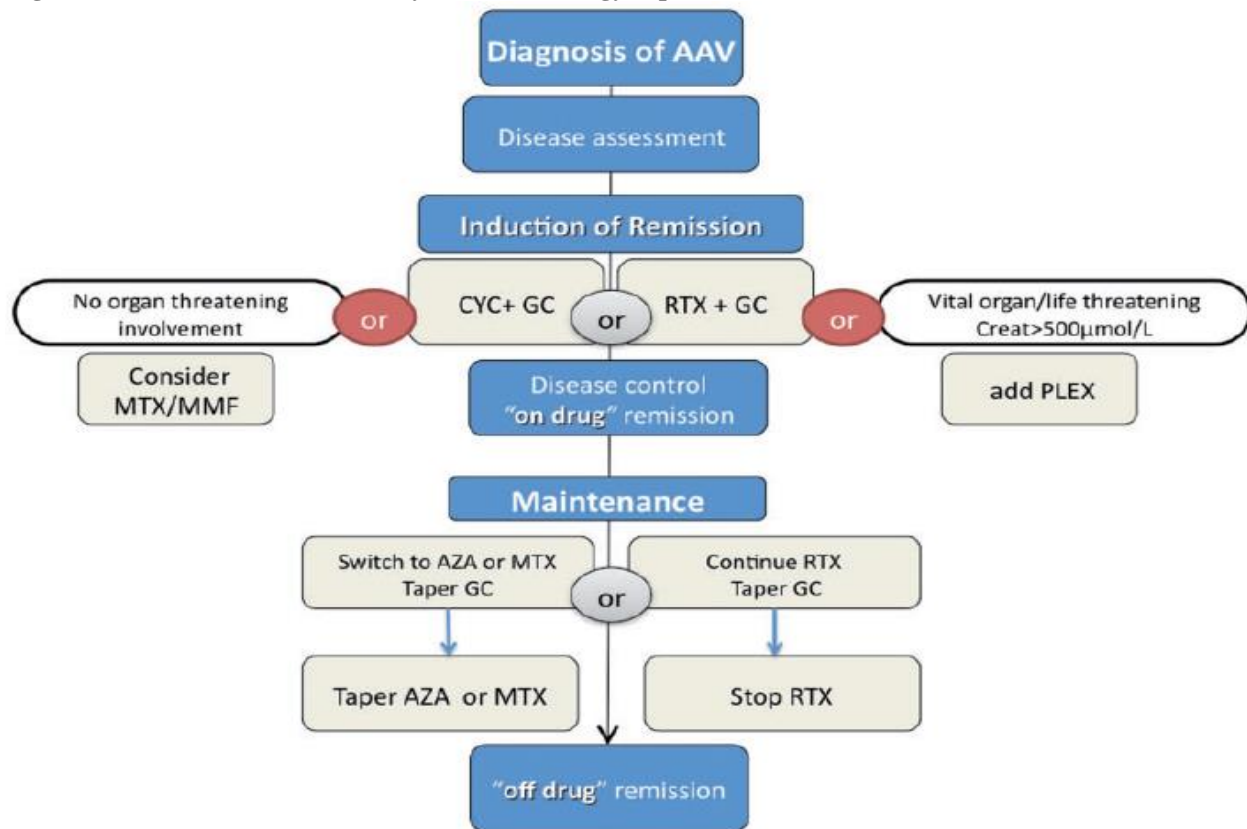 Diagnosis of AAV
Disease assessment
Induction of Remission
No organ threatening
involvement
or
CYC+ GC
or
RTX + GC
or
Vital organ/life threatening
Creat>500µmol/L
Consider
MTX/MMF
add PLEX
Disease control
"on drug" remission
Maintenance
Switch to AZA or MTX
Taper GC
or
Continue RTX
Taper GC
Taper AZA or MTX
Stop RTX
"off drug" remission